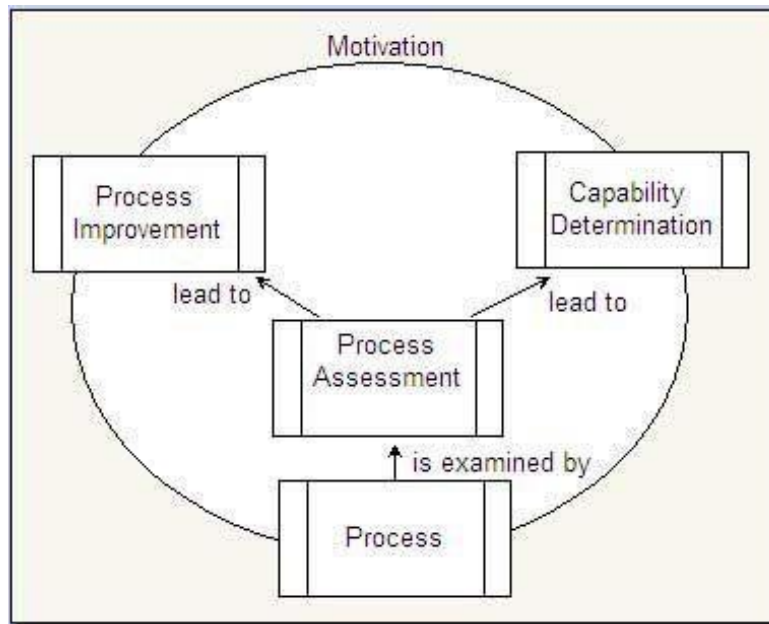 Motivation
Process
Improvement
Capability
Determination
lead to
lead to
Process
Assessment
is examined by
Process